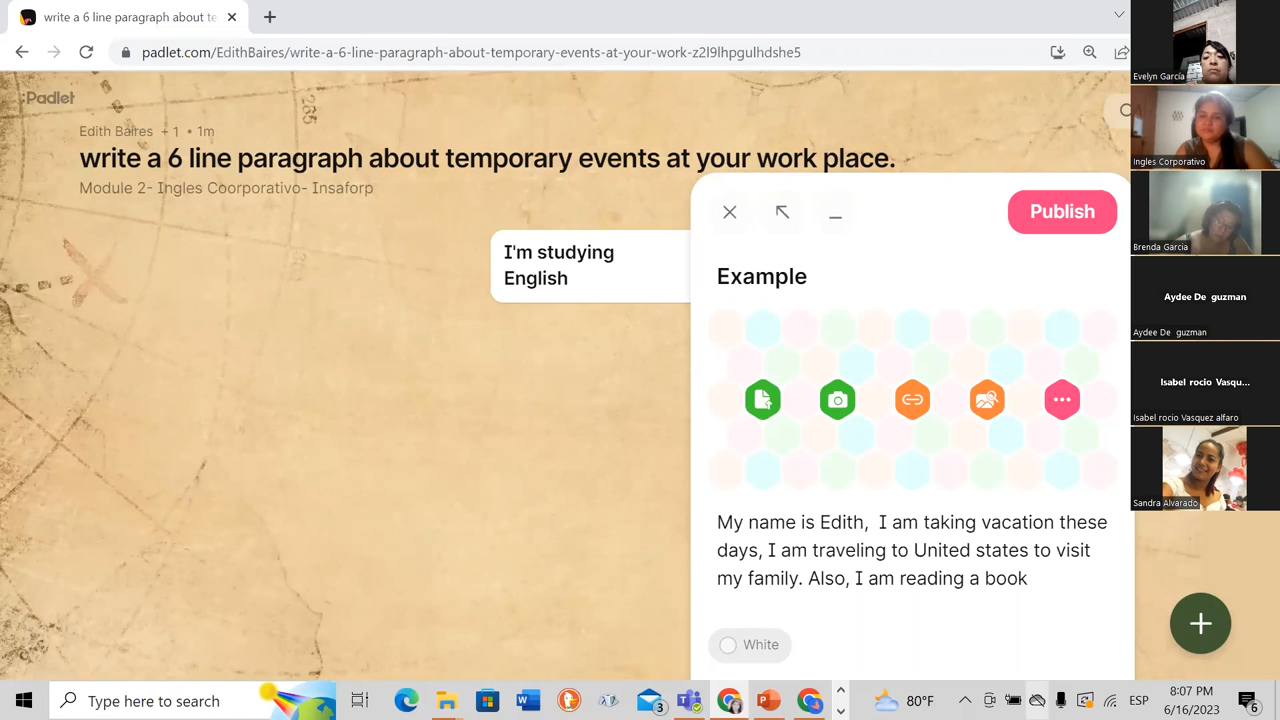 write a 6 line paragraph about te
padlet.com/EdithBaires/write-a-6-line-paragraph-about-temporary-events-at-your-work-z2l9lhpgulhdshe5
:Padlet
Edith Baires + 1 • 1m
write a 6 line paragraph about temporary events at your work place.
Module 2- Ingles Coorporativo- Insaforp
Publish
I'm studying
English
Example
My name is Edith,  I am taking vacation these
days, I am traveling to United states to visit
my family. Also, I am reading a book
White
Evelyn García
Ingles Corporativo
Brenda Garcia
Aydee De guzman
Aydee De guzman
Isabel rocio Vasqu...
Isabel rocio Vasquez alfaro
Sandra Alvarado
Type here to search
3
80°F
ESP
8:07 PM
6/16/2023
6